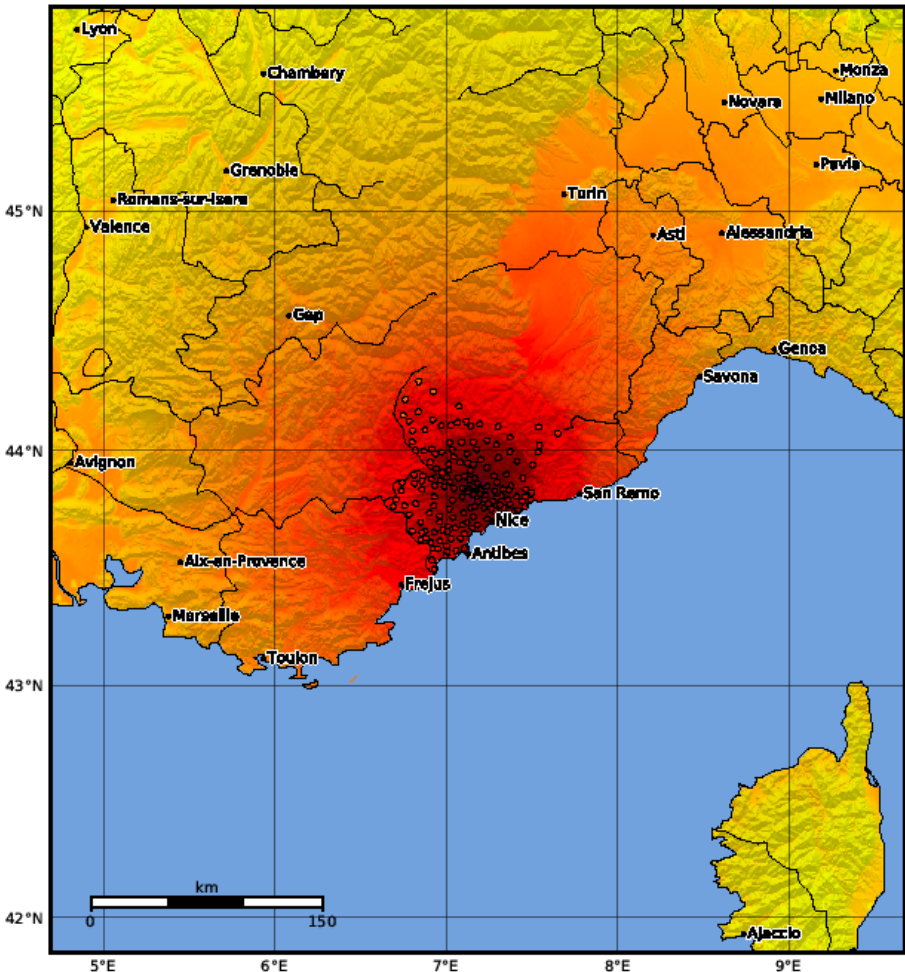 Lyon
Chambery
Monza
Novara
Milano
Pavia
Grenoble
Turin
Romans-sur-Isere
45°N
Valence
Asti
Alessandria
Gap
Genoa
Savona
44°N
Avignon
San Remo
Nice
Antibes
Aix-en-Provence
Frejus
Marseille
Toulon
43°N
km
0
150
42°N
Ajaccio
5°E
6°E
7°E
8°E
9°E